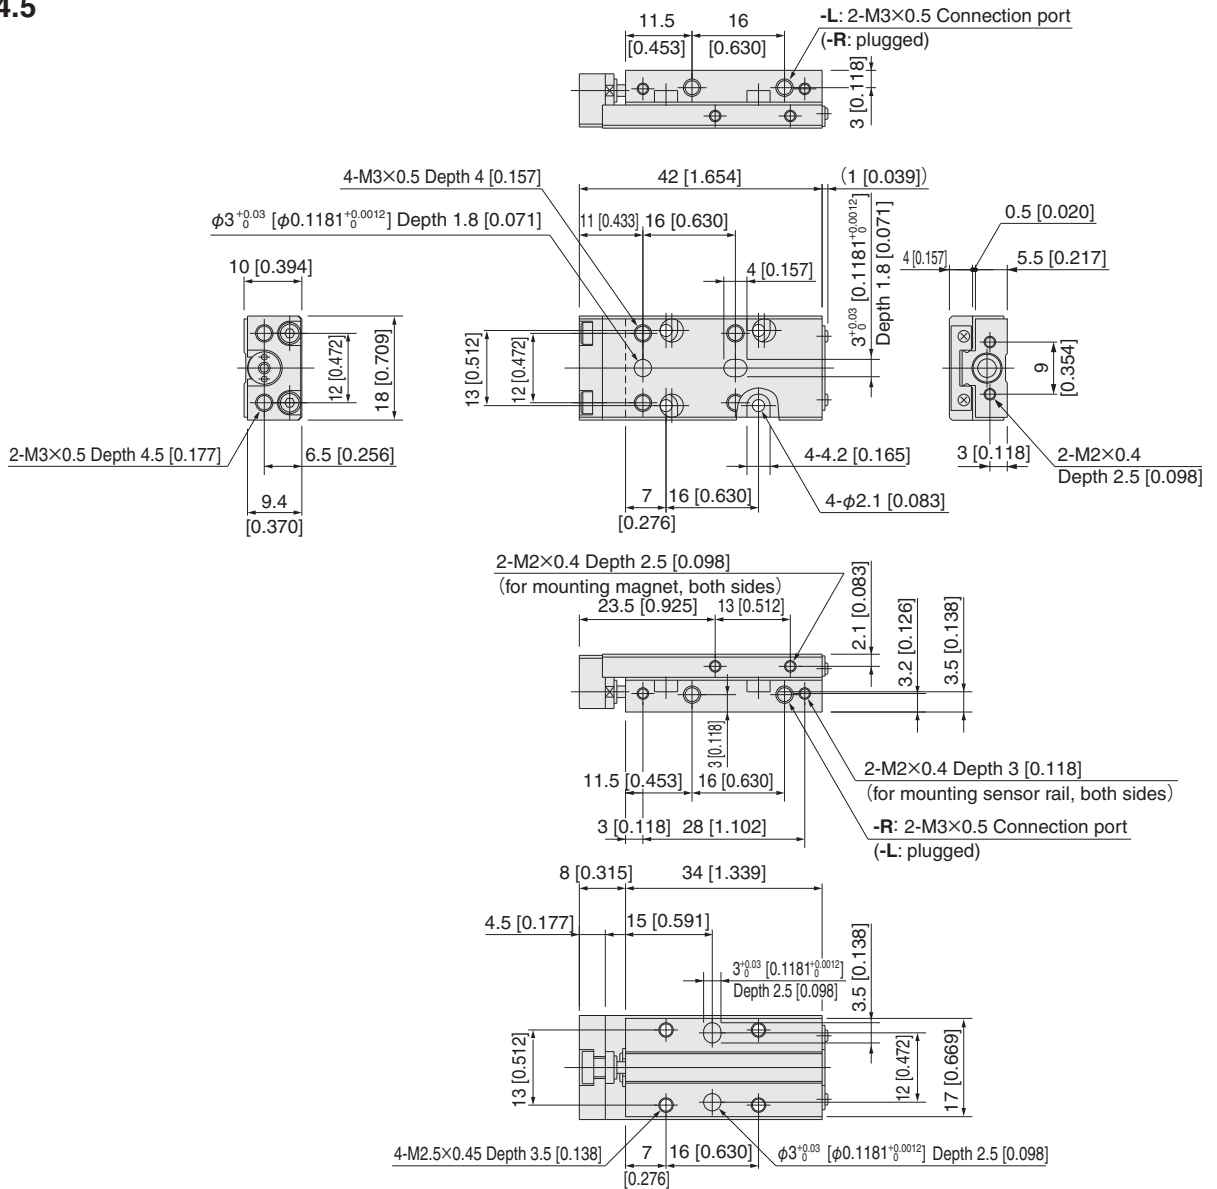 4.5
11.5
[0.453]
16
[0.630]
-L: 2-M3×0.5 Connection port
(-R: plugged)
3 [0.118]
4-M3×0.5 Depth 4 [0.157]
42 [1.654]
(1 [0.039])
φ3 +0.03 0 [φ0.1181 +0.0012 0] Depth 1.8 [0.071]
11 [0.433]
16 [0.630]
3 +0.03 0 [0.1181 +0.0012 0]
Depth 1.8 [0.071]
0.5 [0.020]
10 [0.394]
4 [0.157]
4 [0.157]
5.5 [0.217]
12 [0.472]
18 [0.709]
13 [0.512]
12 [0.472]
9
[0.354]
2-M3×0.5 Depth 4.5 [0.177]
6.5 [0.256]
4-4.2 [0.165]
3 [0.118]
2-M2×0.4
Depth 2.5 [0.098]
9.4
[0.370]
7
[0.276]
16 [0.630]
4-φ2.1 [0.083]
2-M2×0.4 Depth 2.5 [0.098]
(for mounting magnet, both sides)
23.5 [0.925]
13 [0.512]
2.1 [0.083]
3.2 [0.126]
3.5 [0.138]
3 [0.118]
11.5 [0.453]
16 [0.630]
2-M2×0.4 Depth 3 [0.118]
(for mounting sensor rail, both sides)
3 [0.118]
28 [1.102]
-R: 2-M3×0.5 Connection port
(-L: plugged)
8 [0.315]
34 [1.339]
4.5 [0.177]
15 [0.591]
3 +0.03 0 [0.1181 +0.0012 0]
Depth 2.5 [0.098]
3.5 [0.138]
13 [0.512]
12 [0.472]
17 [0.669]
4-M2.5×0.45 Depth 3.5 [0.138]
7
[0.276]
16 [0.630]
φ3 +0.03 0 [φ0.1181 +0.0012 0] Depth 2.5 [0.098]